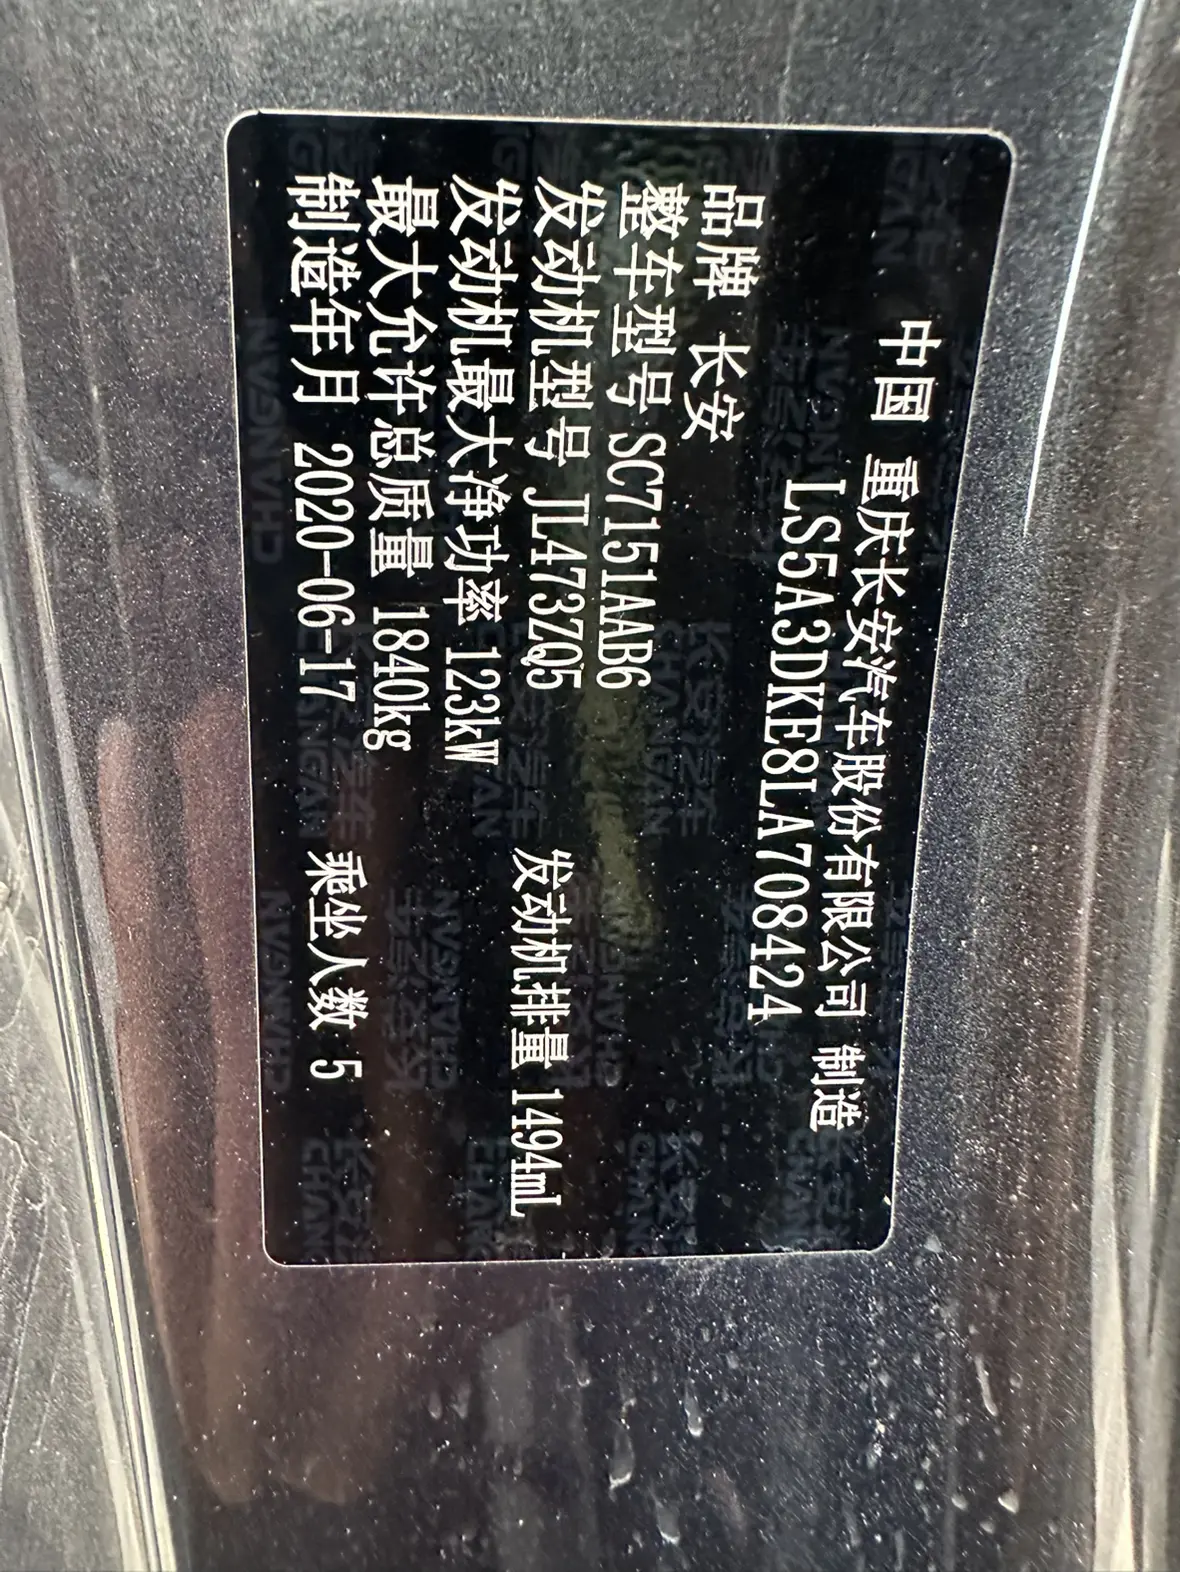 中国 重庆长安汽车股份有限公司 制造
LS5A3DKE8LA708424
品牌 长安
整车型号 SC7151AAB6
发动机型号 JL473ZQ5 发动机排量 1494mL
发动机最大净功率 123kW
最大允许总质量 1840kg
制造年月 2020-06-17 乘坐人数 5